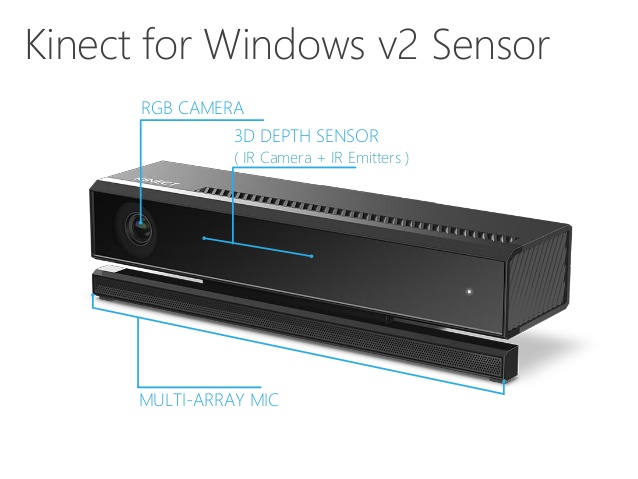 Kinect for Windows v2 Sensor
RGB CAMERA
3D DEPTH SENSOR
( IR Camera + IR Emitters )
KINECT
MULTI-ARRAY MIC